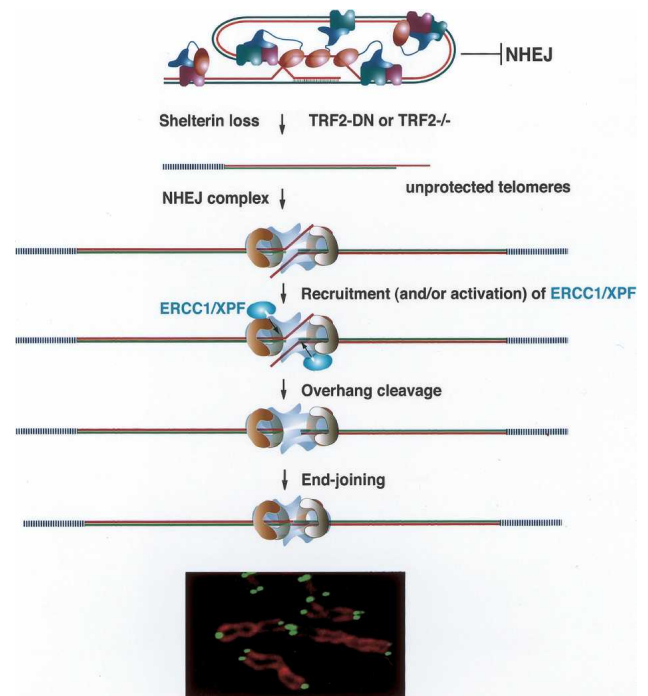 NHEJ
Shelterin loss TRF2-DN or TRF2-/-
unprotected telomeres
NHEJ complex
Recruitment (and/or activation) of ERCC1/XPF
ERCC1/XPF
Overhang cleavage
End-joining